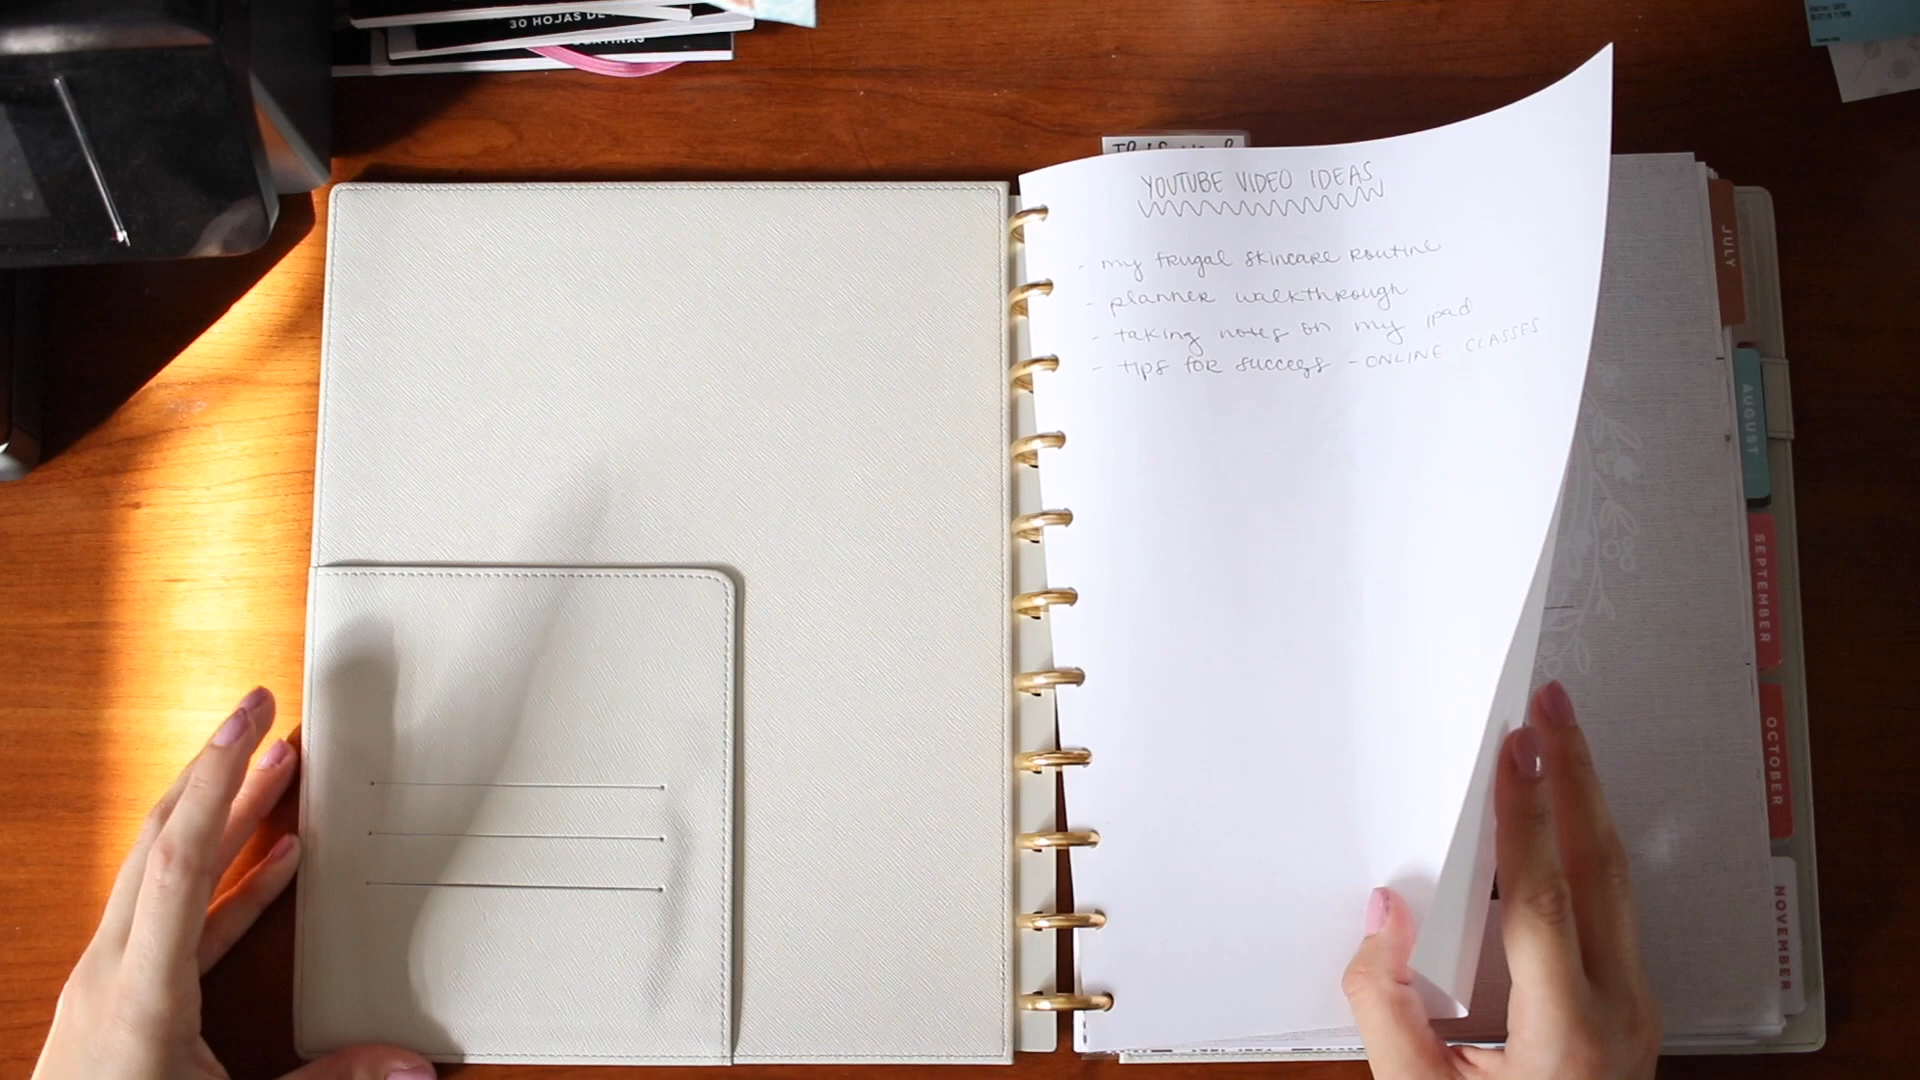 30 HOJAS DE
YOUTUBE VIDEO IDEAS
- my frugal skincare routine
- planner walkthrough
- taking notes on my ipad
- tips for success - ONLINE CLASSES
JULY
AUGUST
SEPTEMBER
OCTOBER
NOVEMBER